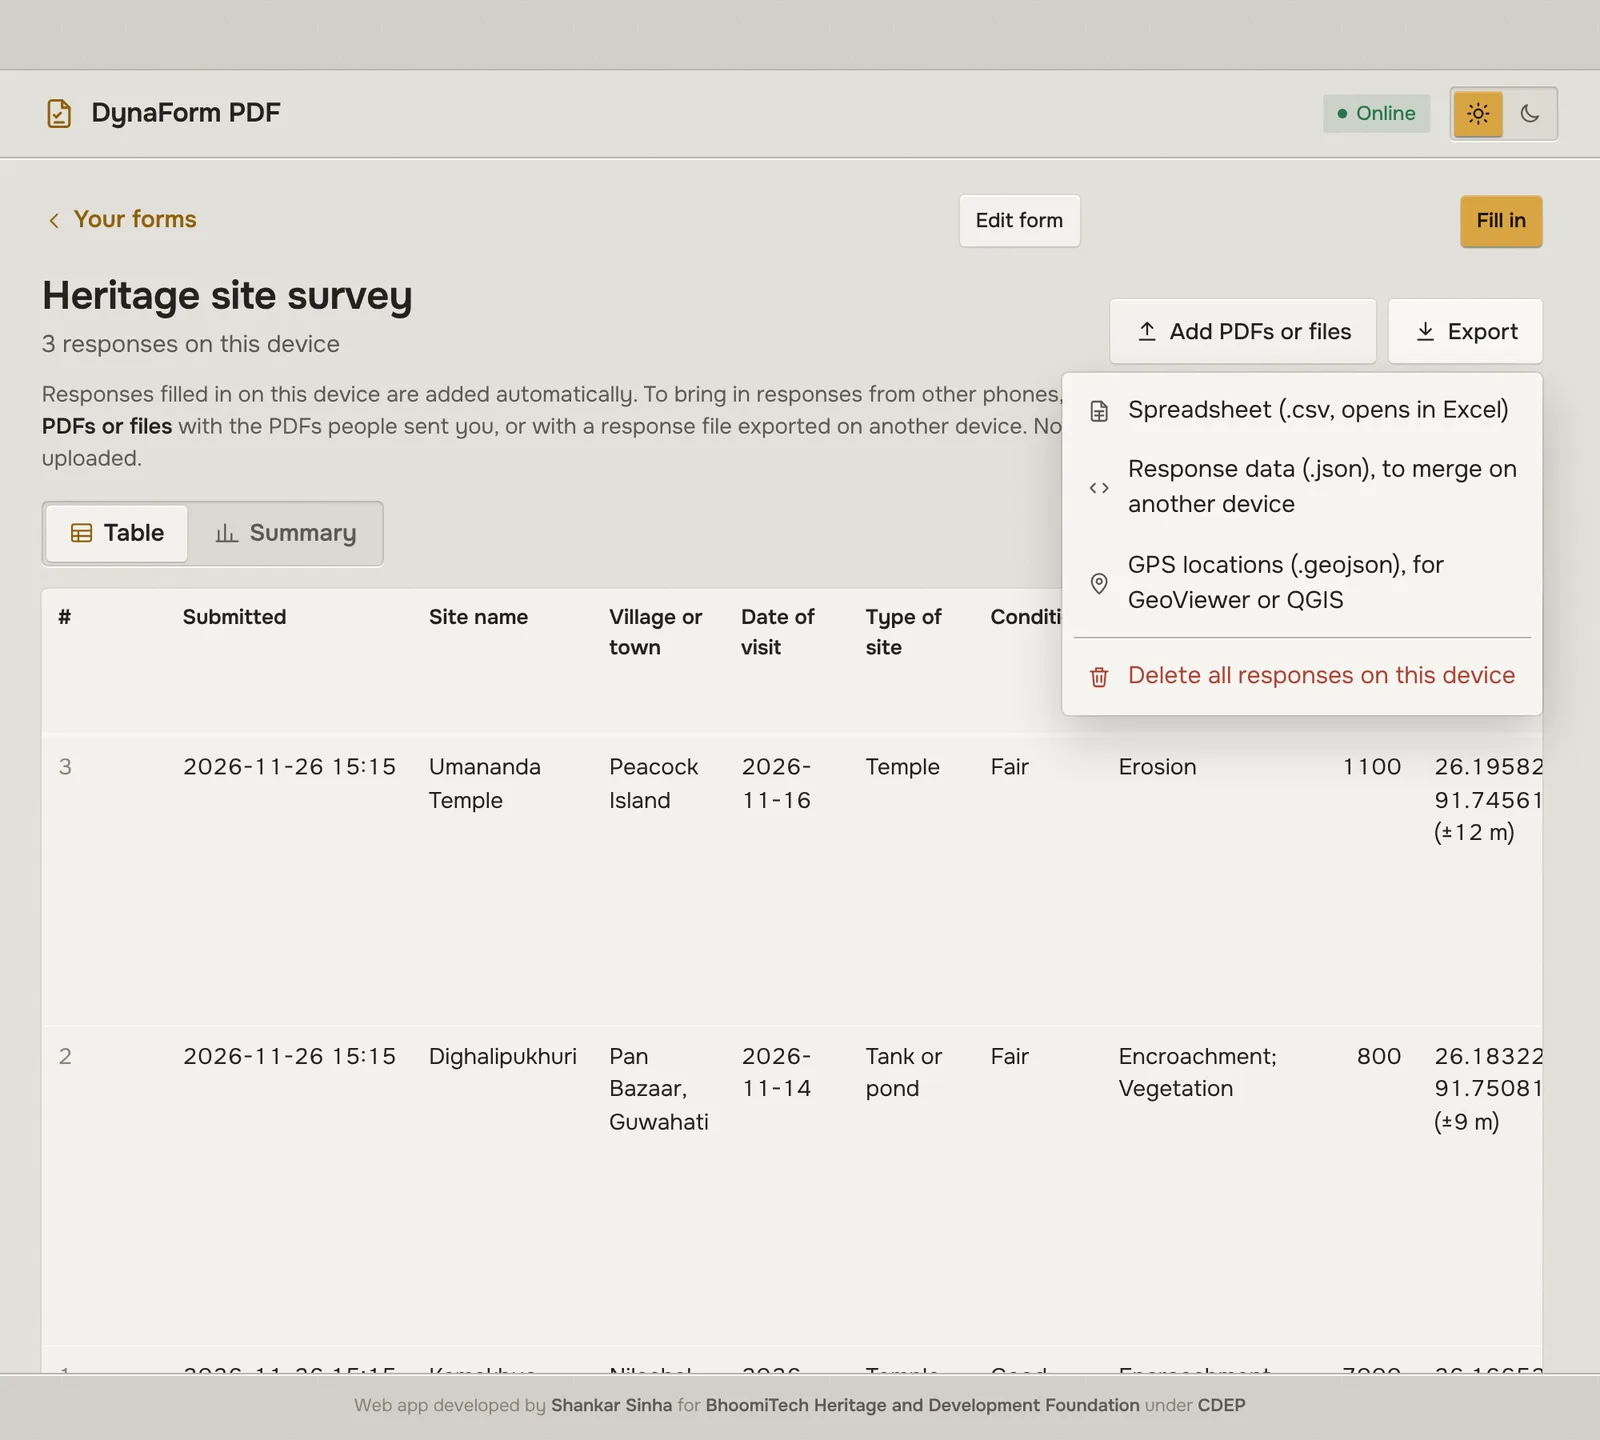 DynaForm PDF
Online
Your forms
Edit form
Fill in
Heritage site survey
3 responses on this device
Add PDFs or files
Export
Responses filled in on this device are added automatically. To bring in responses from other phones,
PDFs or files with the PDFs people sent you, or with a response file exported on another device. No
uploaded.
Spreadsheet (.csv, opens in Excel)
Response data (.json), to merge on
another device
GPS locations (.geojson), for
GeoViewer or QGIS
Delete all responses on this device
Table
Summary
# Submitted Site name Village or Date of Type of Conditi
town visit site
3 2026-11-26 15:15 Umananda Peacock 2026- Temple Fair Erosion 1100 26.19582
Temple Island 11-16 91.74561
(±12 m)
2 2026-11-26 15:15 Dighalipukhuri Pan 2026- Tank or Fair Encroachment; 800 26.18322
Bazaar, 11-14 pond Vegetation 91.75081
Guwahati (±9 m)
Web app developed by Shankar Sinha for BhoomiTech Heritage and Development Foundation under CDEP